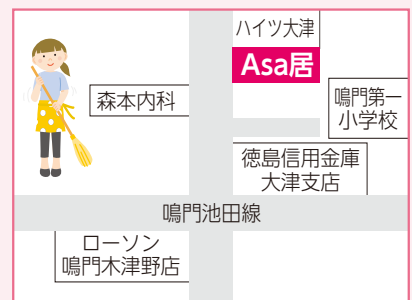 ハイツ大津
Asa居
森本内科
鳴門第一
小学校
徳島信用金庫
大津支店
鳴門池田線
ローソン
鳴門木津野店